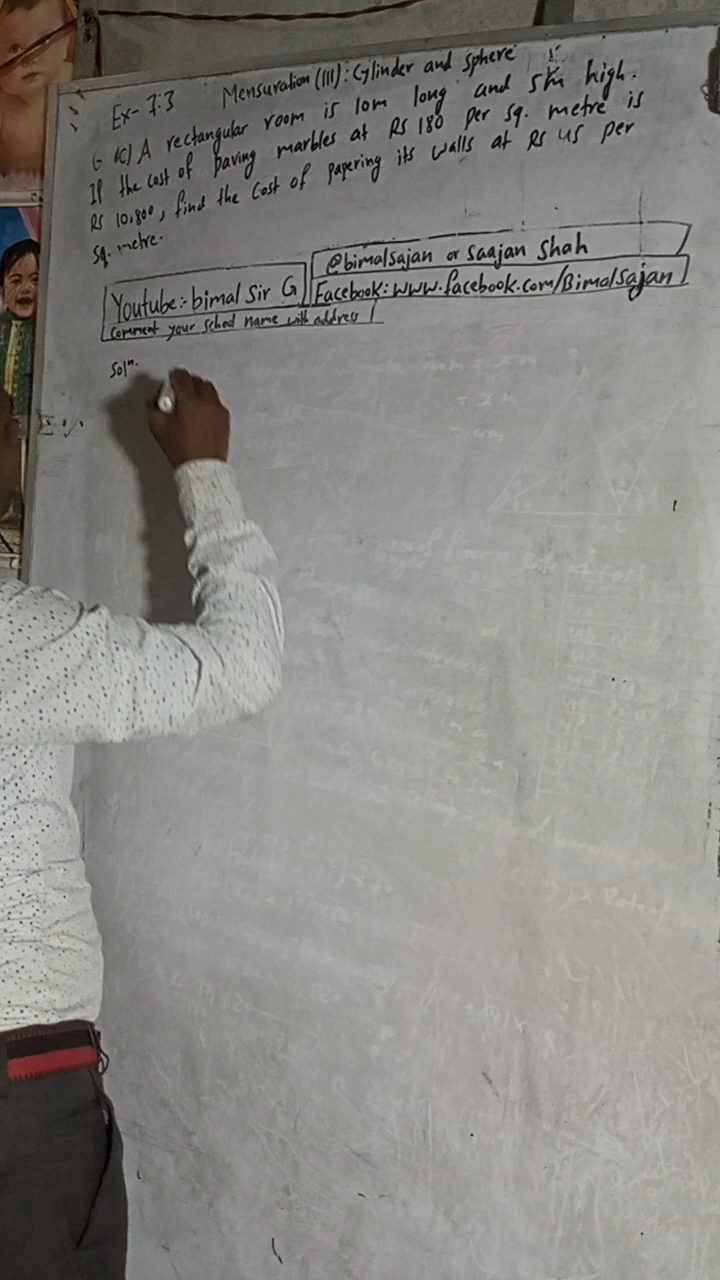 Ex-7.3 Mensuration (III): Cylinder and Sphere
6 (C) A rectangular room is 10m long and 5m high.
If the cost of paving marbles at RS 180 per sq. metre is
RS 10,800, find the cost of papering its walls at RS 45 per
sq. metre.
@bimalsajan or Saajan Shah
Youtube:- bimal Sir G
Facebook: www.facebook.com/Bimalsajan
Comment your School name with address
Solⁿ.